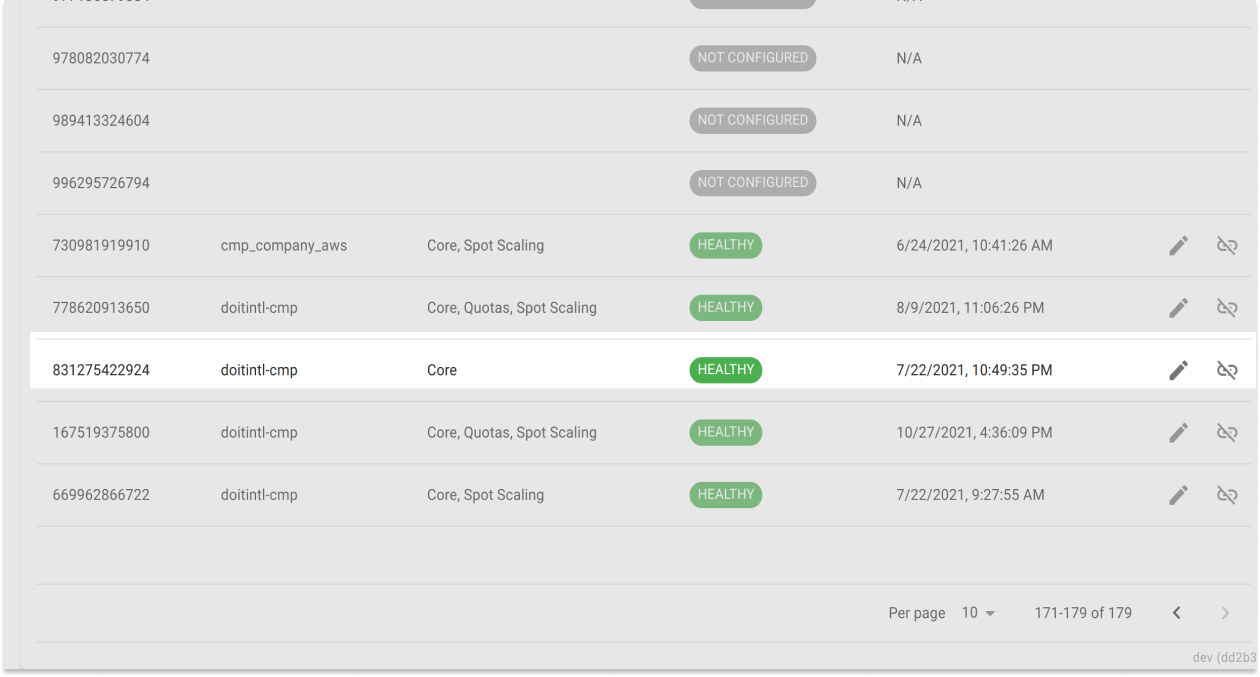 978082030774 NOT CONFIGURED N/A
989413324604 NOT CONFIGURED N/A
996295726794 NOT CONFIGURED N/A
730981919910 cmp_company_aws Core, Spot Scaling HEALTHY 6/24/2021, 10:41:26 AM
778620913650 doitintl-cmp Core, Quotas, Spot Scaling HEALTHY 8/9/2021, 11:06:26 PM
831275422924 doitintl-cmp Core HEALTHY 7/22/2021, 10:49:35 PM
167519375800 doitintl-cmp Core, Quotas, Spot Scaling HEALTHY 10/27/2021, 4:36:09 PM
669962866722 doitintl-cmp Core, Spot Scaling HEALTHY 7/22/2021, 9:27:55 AM
Per page 10 171-179 of 179
dev (dd2b3